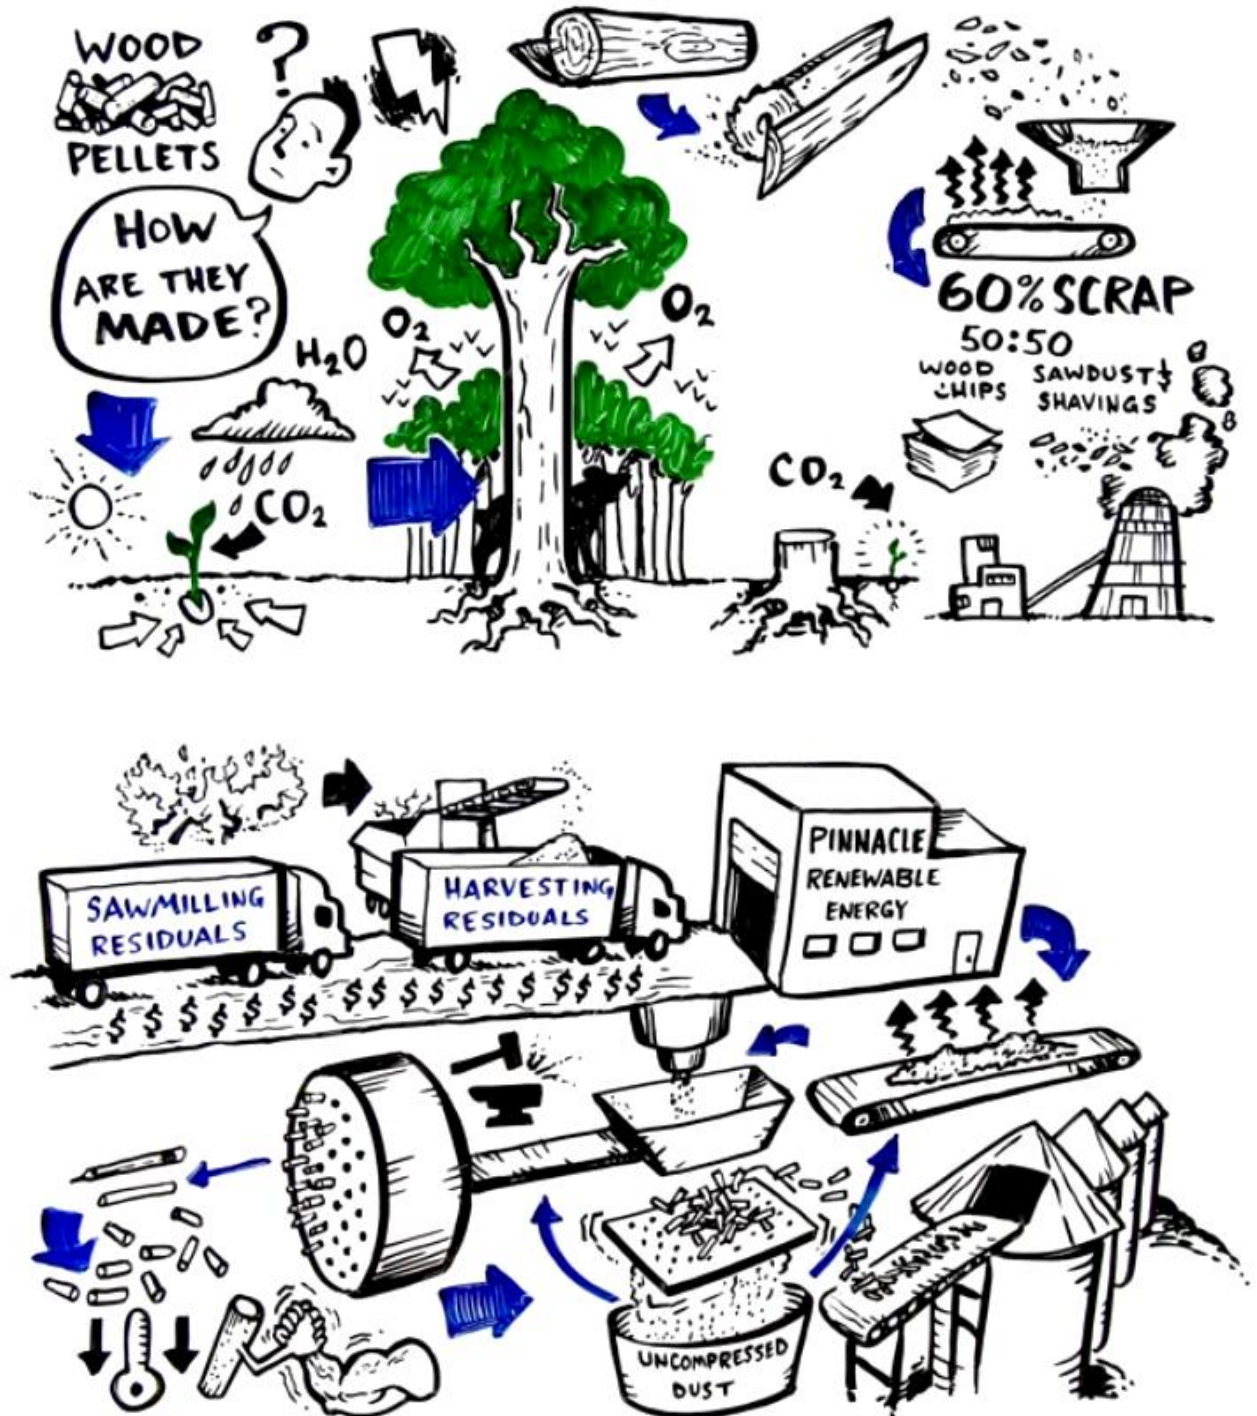 WOOD
PELLETS
?
HOW
ARE THEY
MADE?
H₂O
CO₂
O₂
O₂
CO₂
60% SCRAP
50:50
WOOD
CHIPS
SAWDUST &
SHAVINGS
SAWMILLING
RESIDUALS
HARVESTING
RESIDUALS
PINNACLE
RENEWABLE
ENERGY
$ $ $ $ $ $ $ $ $ $ $ $ $ $ $ $ $
UNCOMPRESSED
DUST